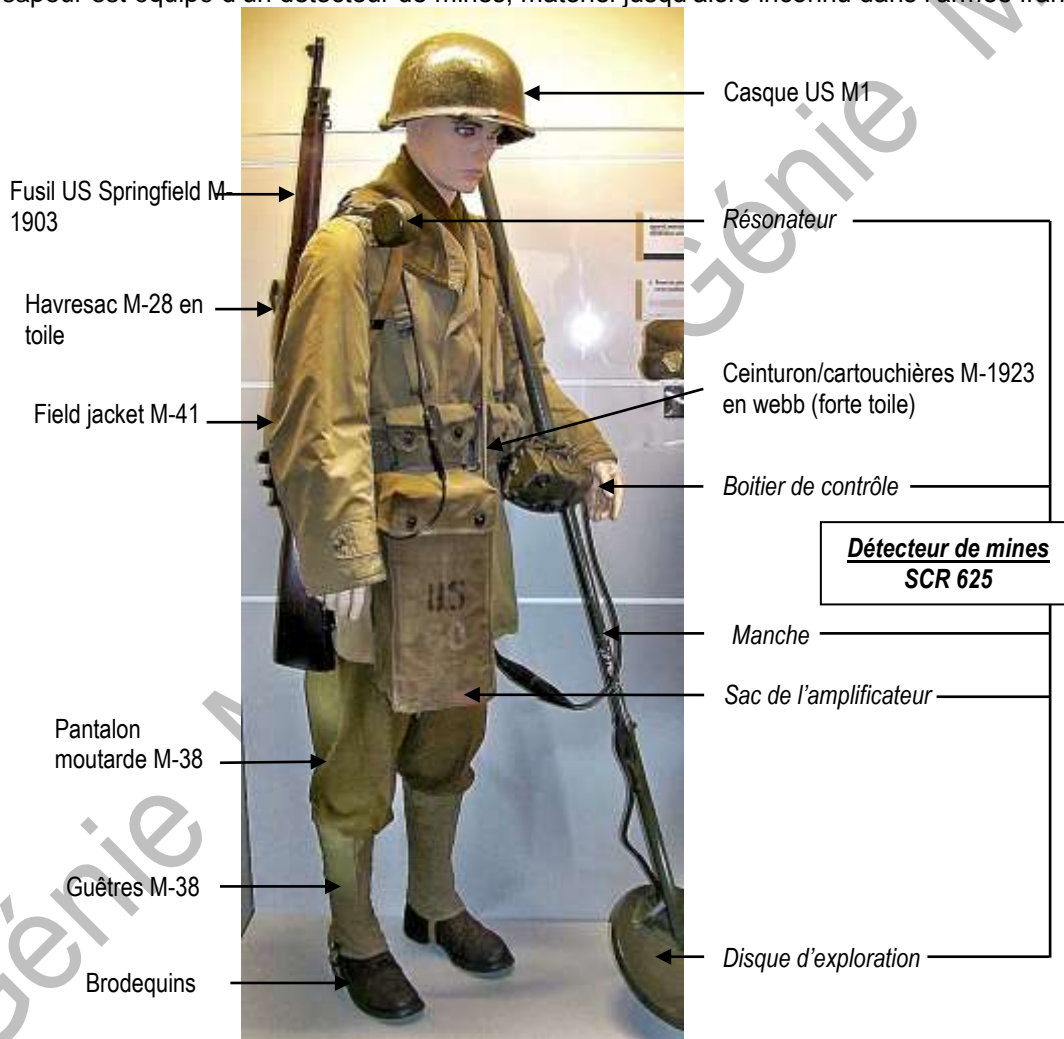 sapeur est équipé d'un détecteur de mines, matériel jusqu'alors inconnu dans l'armée
Casque US M1
Fusil US Springfield M-
1903
Résonateur
Havresac M-28 en
toile
Ceinturon/cartouchières M-1923
en webb (forte toile)
Field jacket M-41
Boitier de contrôle
Détecteur de mines
SCR 625
US
Manche
Sac de l'amplificateur
Pantalon
moutarde M-38
Guêtres M-38
Disque d'exploration
Brodequins
Génie
Génie